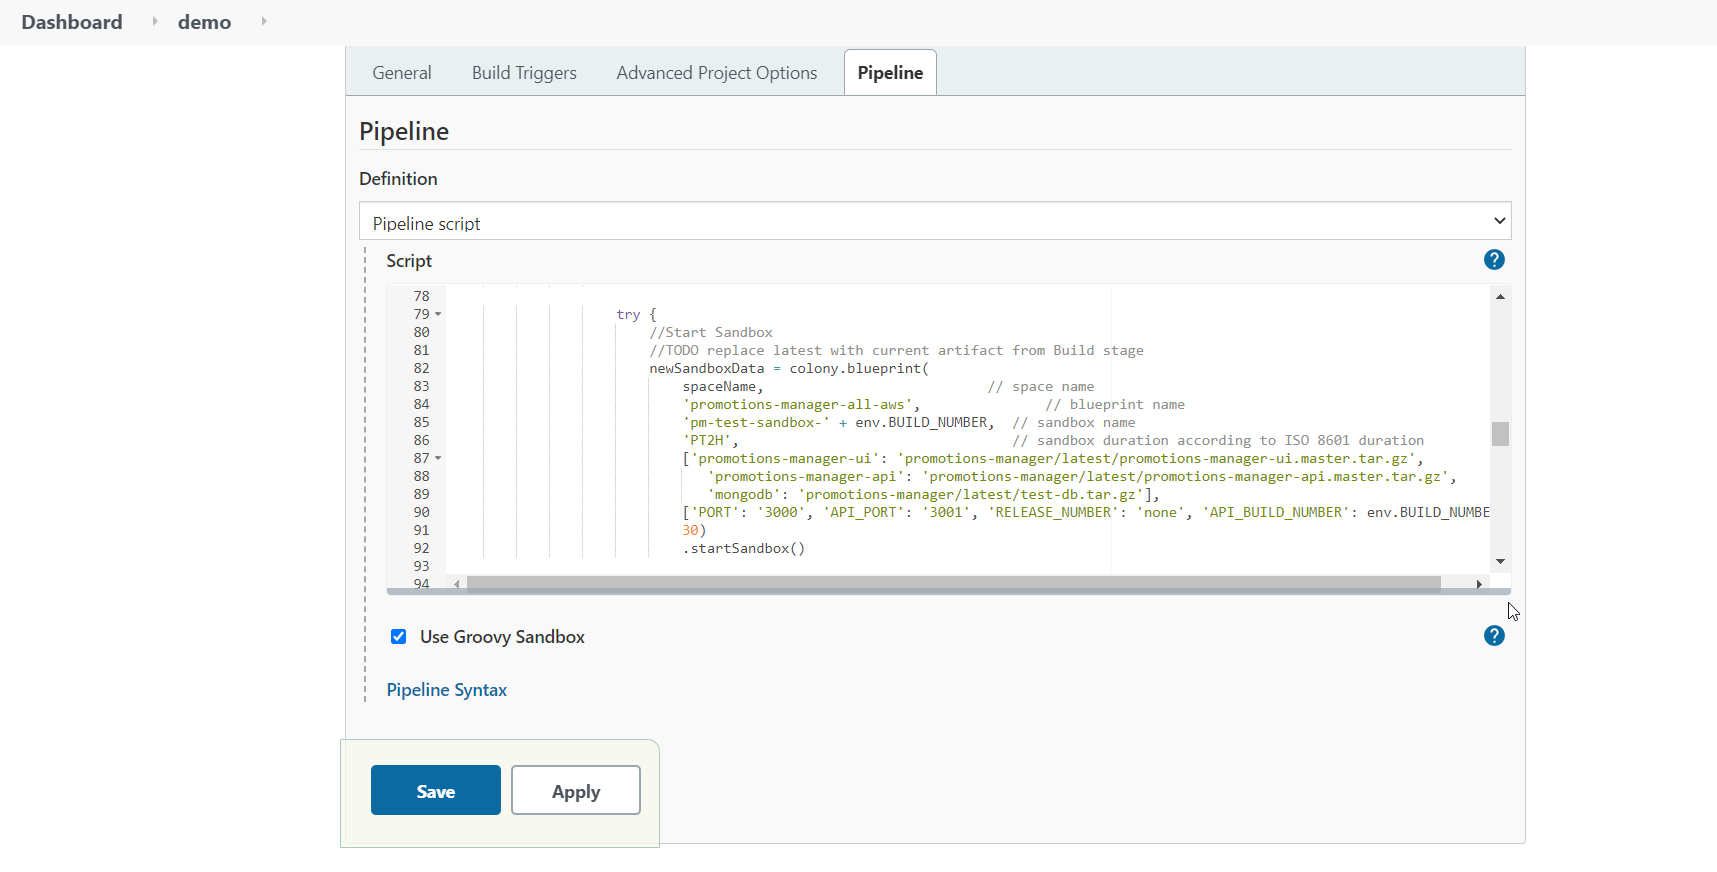 Dashboard demo
General Build Triggers Advanced Project Options Pipeline
Pipeline
Definition
Pipeline script
Script
78
79 try {
80 //Start Sandbox
81 //TODO replace latest with current artifact from Build stage
82 newSandboxData = colony.blueprint(
83 spaceName, // space name
84 'promotions-manager-all-aws', // blueprint name
85 'pm-test-sandbox-' + env.BUILD_NUMBER, // sandbox name
86 'PT2H', // sandbox duration according to ISO 8601 duration
87 ['promotions-manager-ui': 'promotions-manager/latest/promotions-manager-ui.master.tar.gz',
88 'promotions-manager-api': 'promotions-manager/latest/promotions-manager-api.master.tar.gz',
89 'mongodb': 'promotions-manager/latest/test-db.tar.gz'],
90 ['PORT': '3000', 'API_PORT': '3001', 'RELEASE_NUMBER': 'none', 'API_BUILD_NUMBER': env.BUILD_NUMBE
91 30)
92 .startSandbox()
93
94
Use Groovy Sandbox
Pipeline Syntax
Save Apply